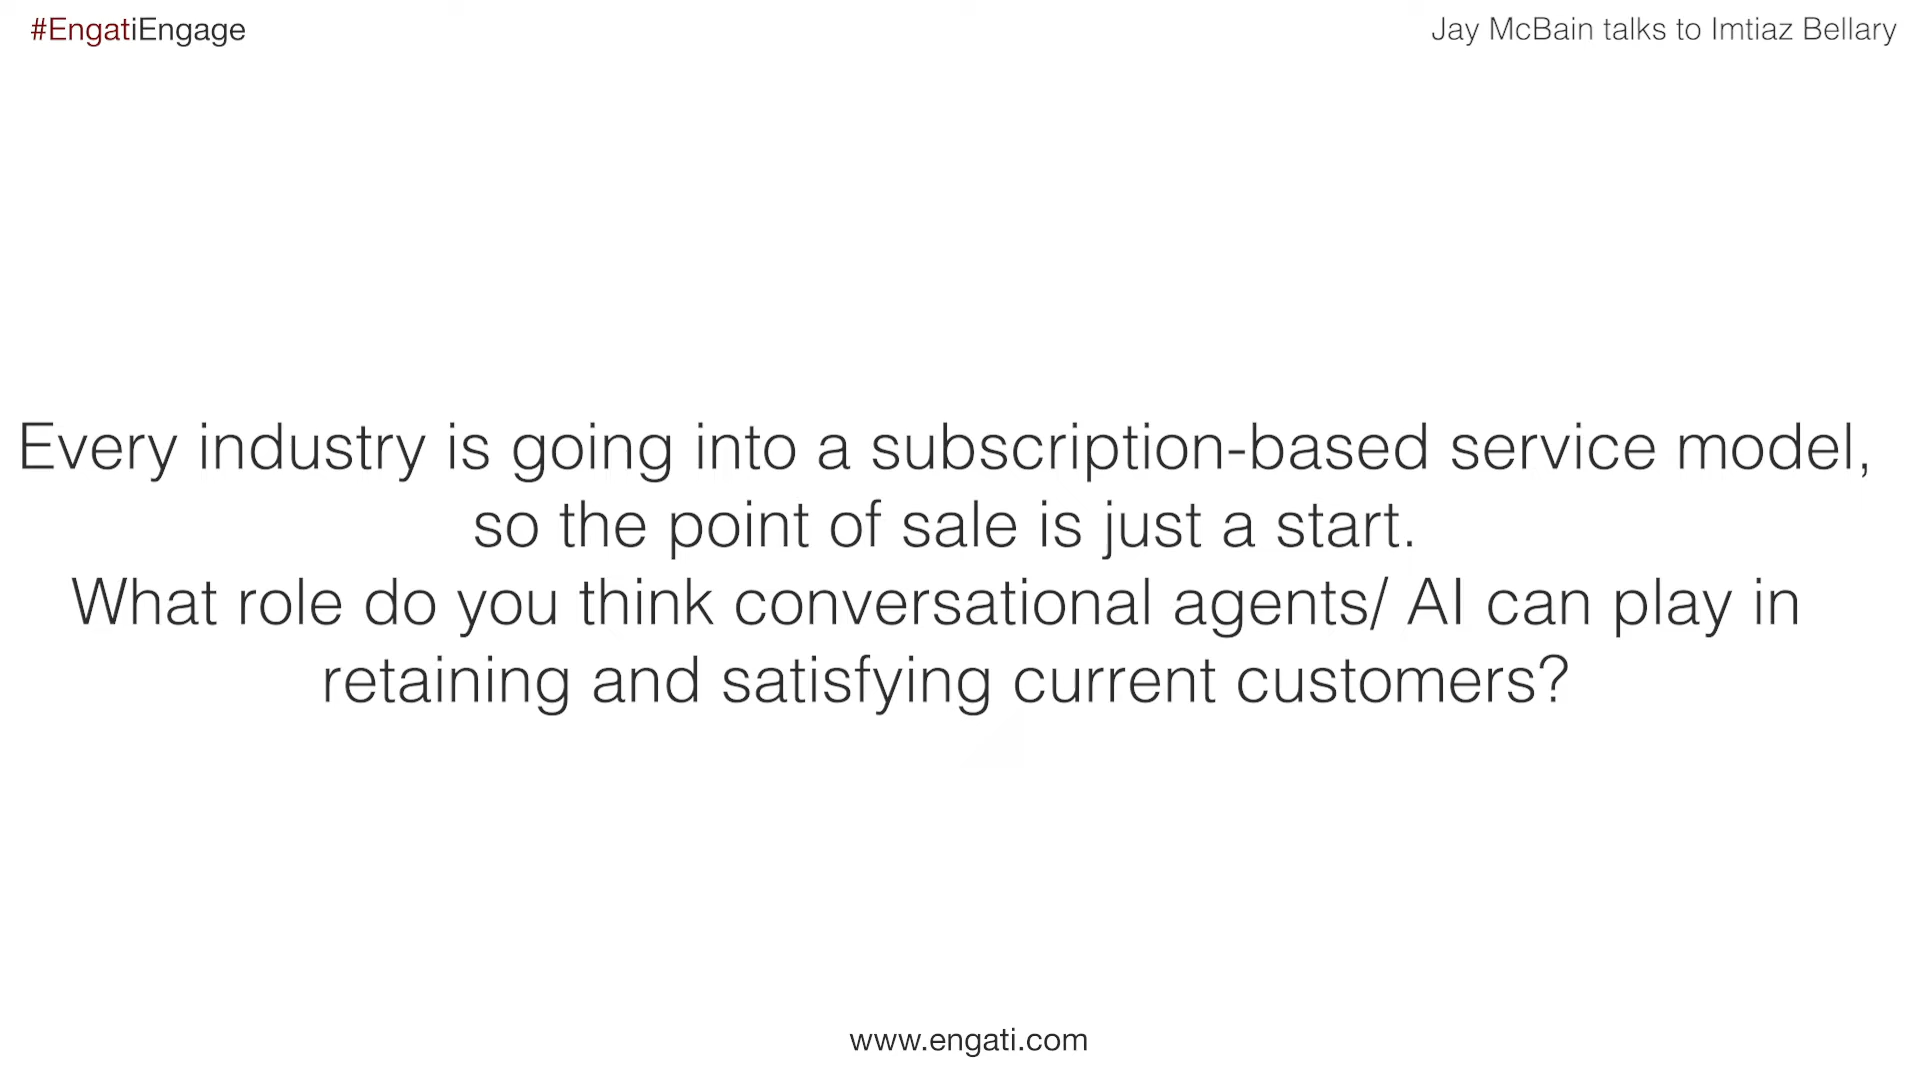 #EngatiEngage
Jay McBain talks to Imtiaz Bellary
Every industry is going into a subscription-based service model,
so the point of sale is just a start.
What role do you think conversational agents/ AI can play in
retaining and satisfying current customers?
www.engati.com